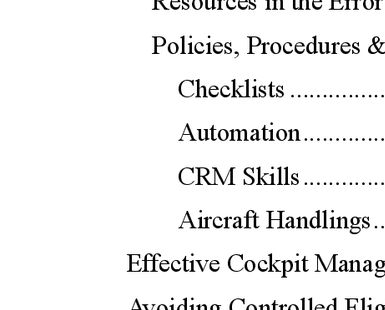 Resources in the Error
Policies, Procedures &
Checklists ..............
Automation............
CRM Skills............
Aircraft Handlings..
Effective Cockpit Manag
Avoiding Controlled Flig